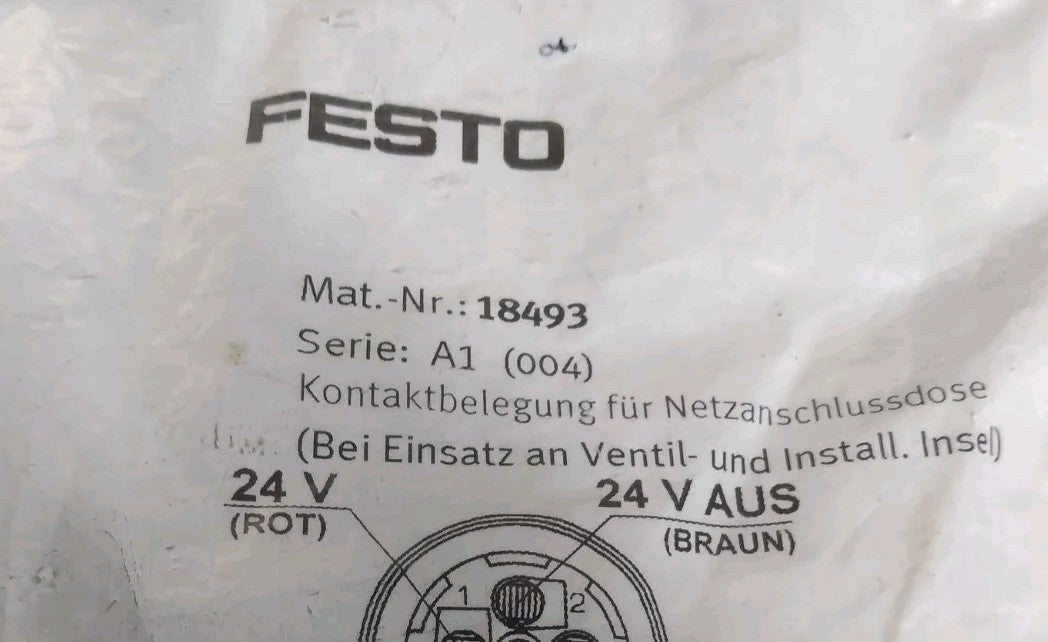 FESTO
Mat.-Nr.: 18493
Serie: A1 (004)
Kontaktbelegung für Netzanschlussdose
(Bei Einsatz an Ventil- und Install. Insel)
24 V
(ROT)
24 V AUS
(BRAUN)
1
2